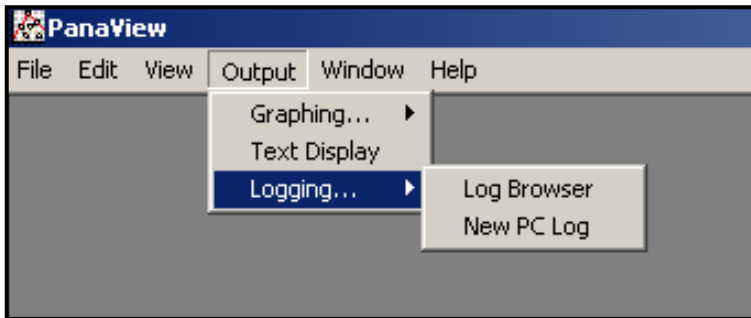 PanaView
File Edit View Output Window Help
Graphing...
Text Display
Logging...
Log Browser
New PC Log